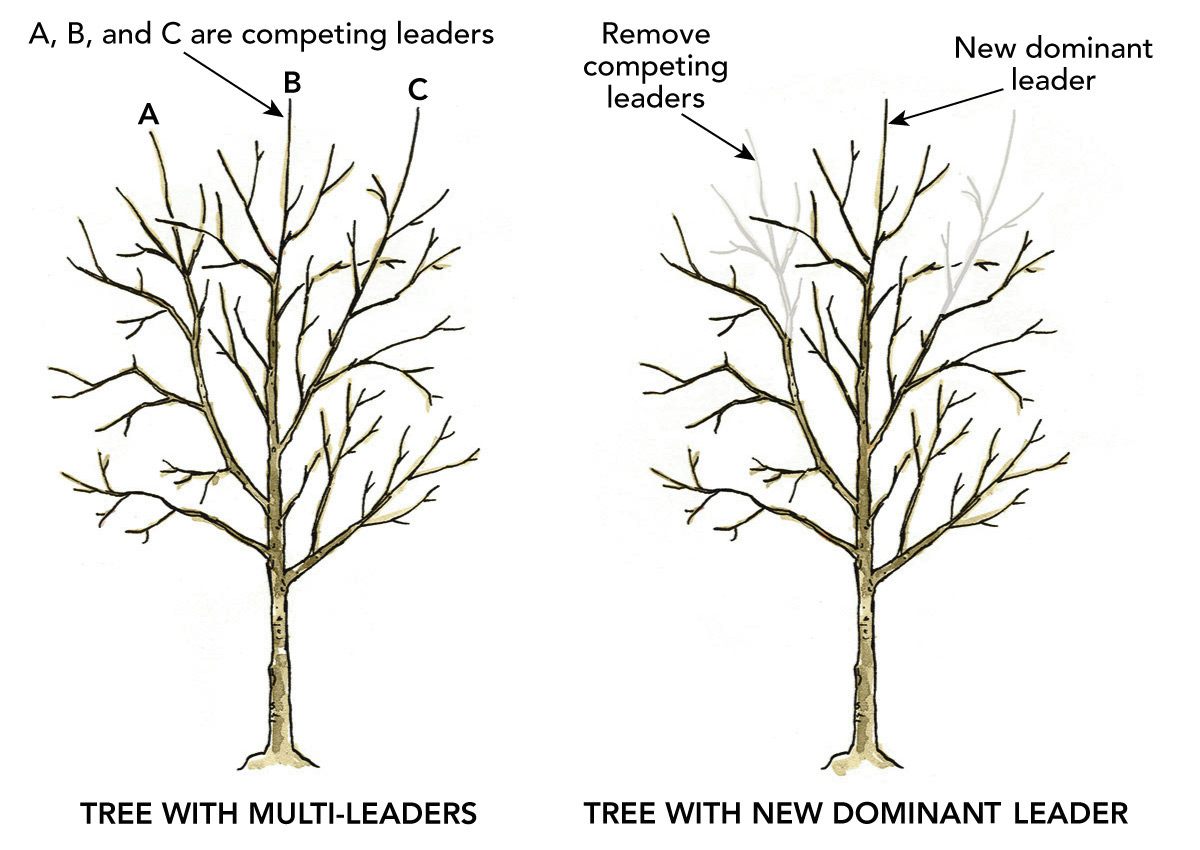 A, B, and C are competing leaders
A
B
C
TREE WITH MULTI-LEADERS
Remove
competing
leaders
New dominant
leader
TREE WITH NEW DOMINANT LEADER